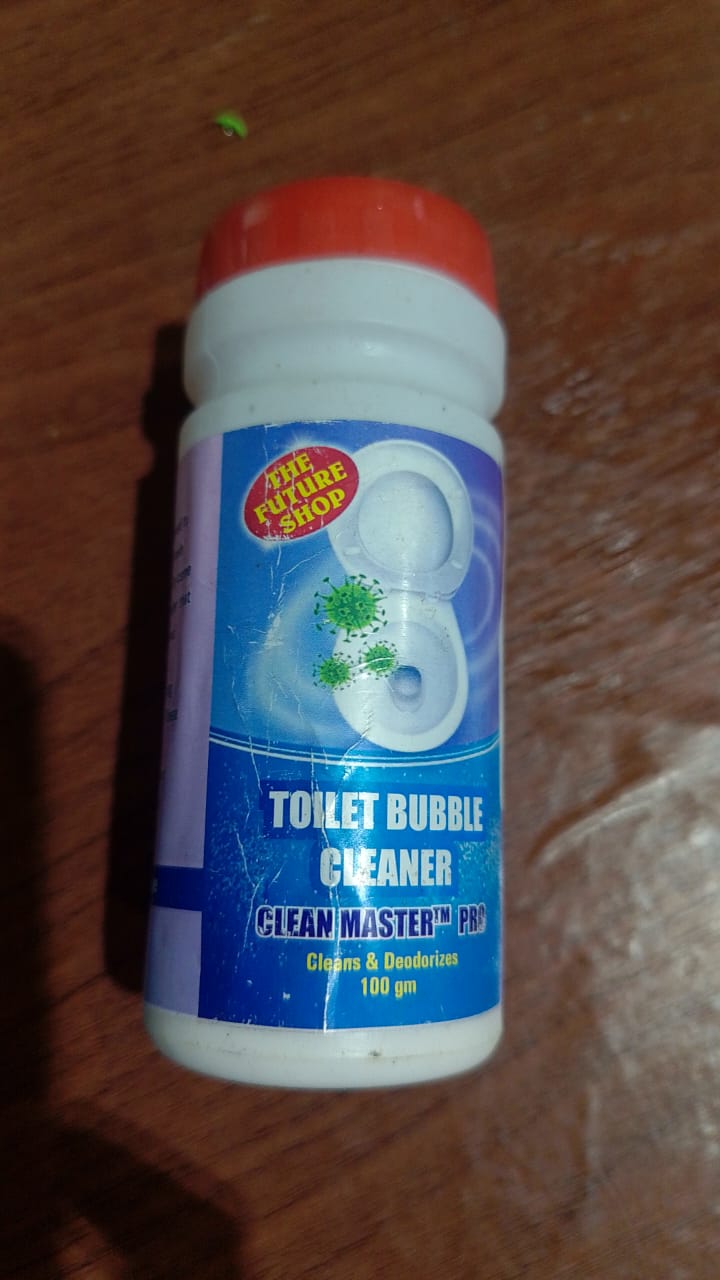 THE
FUTURE
SHOP
TOILET BUBBLE
CLEANER
CLEAN MASTER™ PRO
Cleans & Deodorizes
100 gm